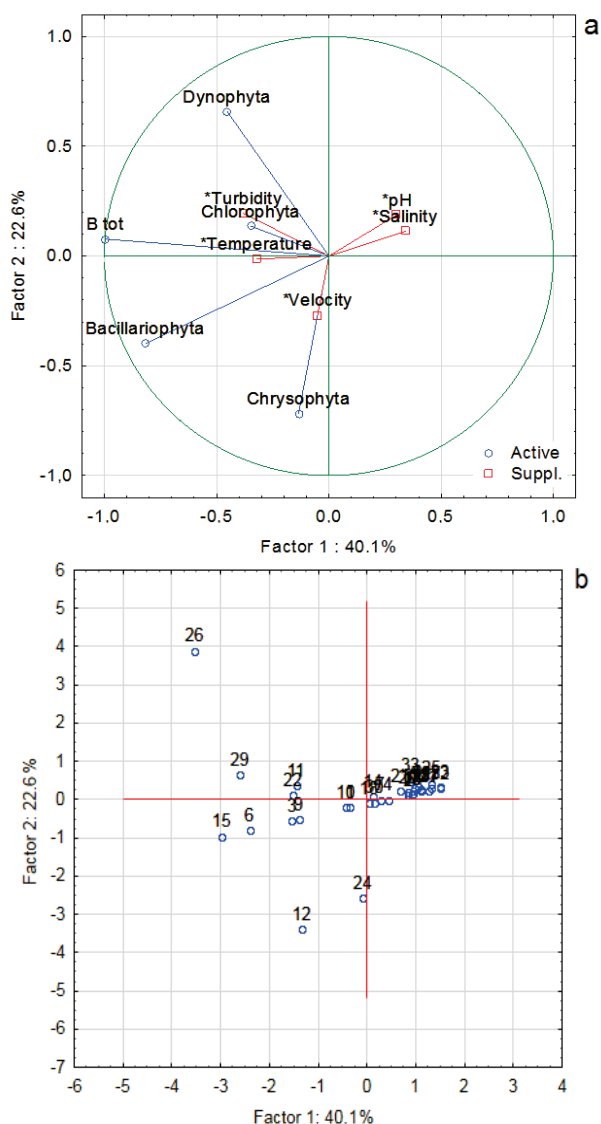 a
1.0
0.5
0.0
-0.5
-1.0
Factor 2 : 22.6%
Dynophyta
*Turbidity
Chlorophyta
*pH
*Salinity
B tot
*Temperature
*Velocity
Bacillariophyta
Chrysophyta
Active
Suppl.
-1.0 -0.5 0.0 0.5 1.0
Factor 1 : 40.1%
b
6
5
4
3
2
1
0
-1
-2
-3
-4
-5
-6
-7
Factor 2: 22.6 %
26
29
11
22
3 9
15
6
10
24
12
-6 -5 -4 -3 -2 -1 0 1 2 3 4
Factor 1: 40.1%